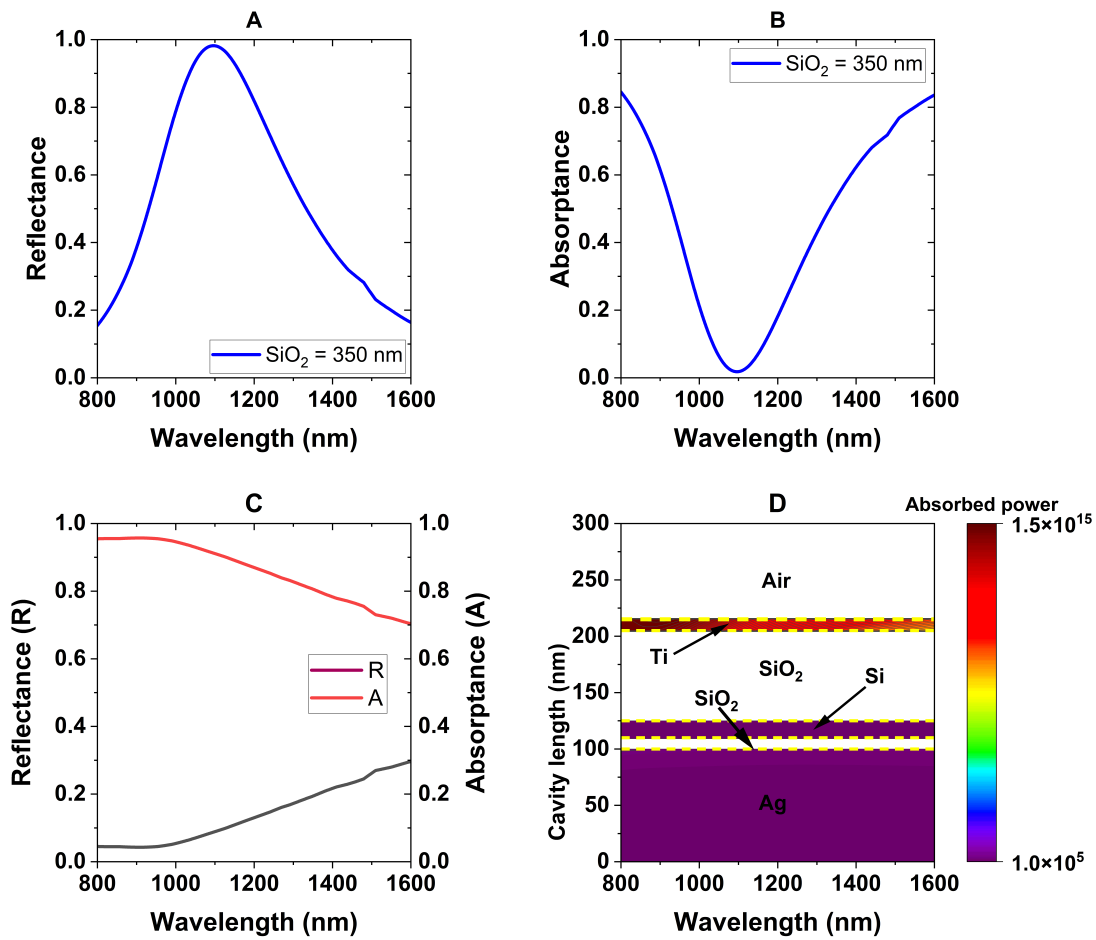 A
Reflectance
1.0
0.8
0.6
0.4
0.2
0.0
SiO₂ = 350 nm
800 1000 1200 1400 1600
Wavelength (nm)
B
Absorptance
1.0
0.8
0.6
0.4
0.2
0.0
SiO₂ = 350 nm
800 1000 1200 1400 1600
Wavelength (nm)
C
Reflectance (R)
1.0
0.8
0.6
0.4
0.2
0.0
R
A
1.0
0.8
0.6
0.4
0.2
0.0
Absorptance (A)
800 1000 1200 1400 1600
Wavelength (nm)
D
Absorbed power
Cavity length (nm)
300
250
200
150
100
50
0
Air
Ti
SiO₂
Si
SiO₂
Ag
800 1000 1200 1400 1600
Wavelength (nm)
1.5×10¹⁵
1.0×10⁵